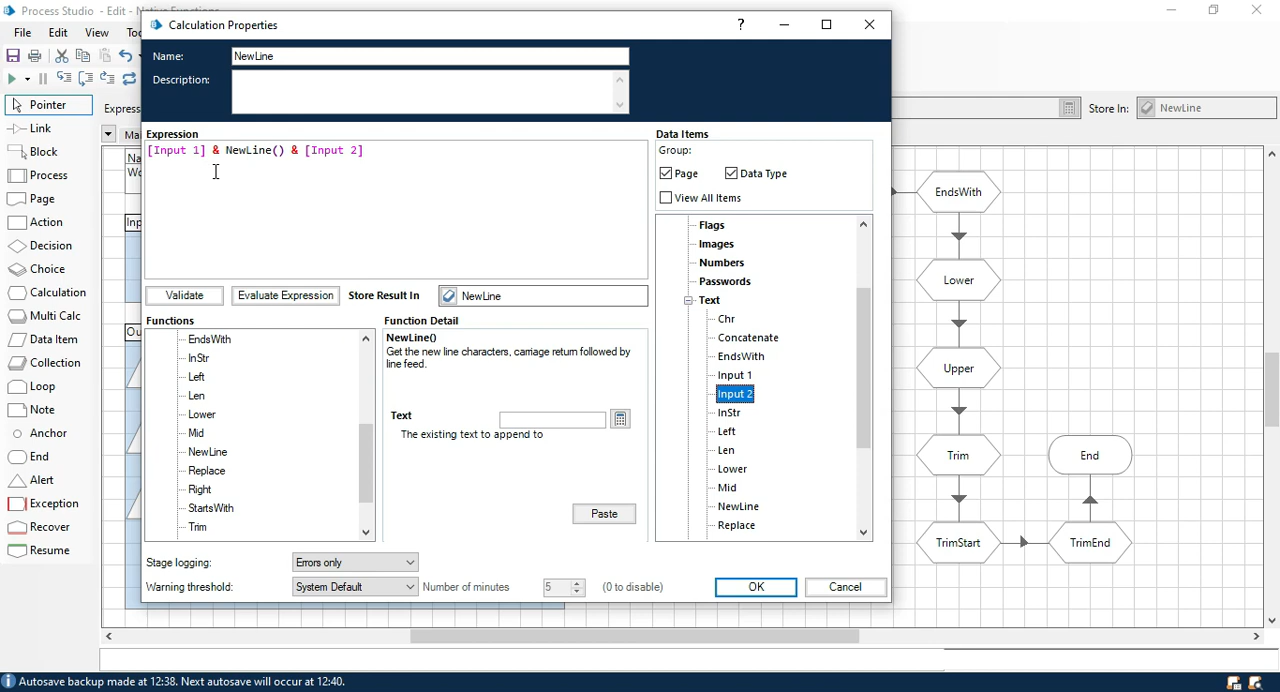 Process Studio - Edit - Native Functions
Calculation Properties
?
File Edit View
Name: NewLine
Description:
Pointer
Link
Block
Process
Page
Action
Decision
Choice
Calculation
Multi Calc
Data Item
Collection
Loop
Note
Anchor
End
Alert
Exception
Recover
Resume
Store In: NewLine
Expression
[Input 1] & NewLine() & [Input 2]
Validate
Evaluate Expression
Store Result In
NewLine
Functions
EndsWith
InStr
Left
Len
Lower
Mid
NewLine
Replace
Right
StartsWith
Trim
Function Detail
NewLine()
Get the new line characters, carriage return followed by
line feed.
Text
The existing text to append to
Paste
Data Items
Group:
Page
Data Type
View All Items
Flags
Images
Numbers
Passwords
Text
Chr
Concatenate
EndsWith
Input 1
Input 2
InStr
Left
Len
Lower
Mid
NewLine
Replace
Stage logging: Errors only
Warning threshold: System Default
Number of minutes 5 (0 to disable)
OK
Cancel
EndsWith
Lower
Upper
Trim
End
TrimStart
TrimEnd
Autosave backup made at 12:38. Next autosave will occur at 12:40.